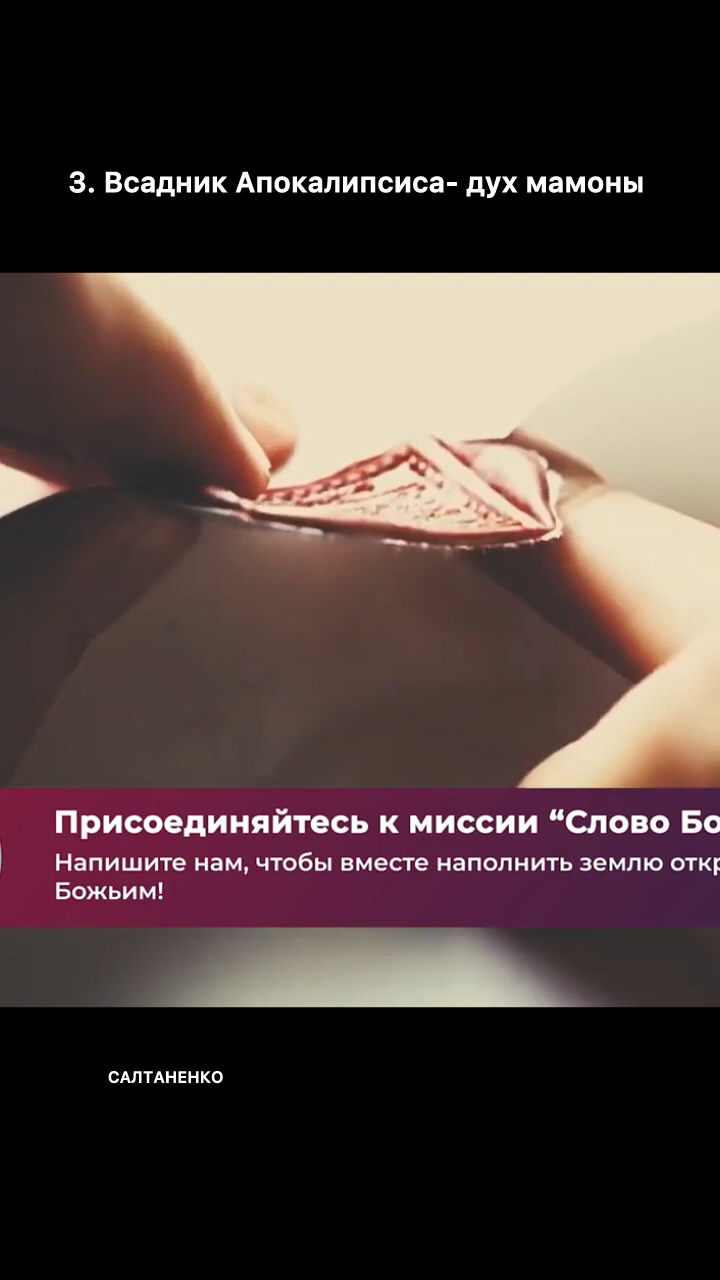 3. Всадник Апокалипсиса- дух мамоны
Присоединяйтесь к миссии “Слово
Напишите нам, чтобы вместе наполнить землю
Божьим!
САЛТАНЕНКО